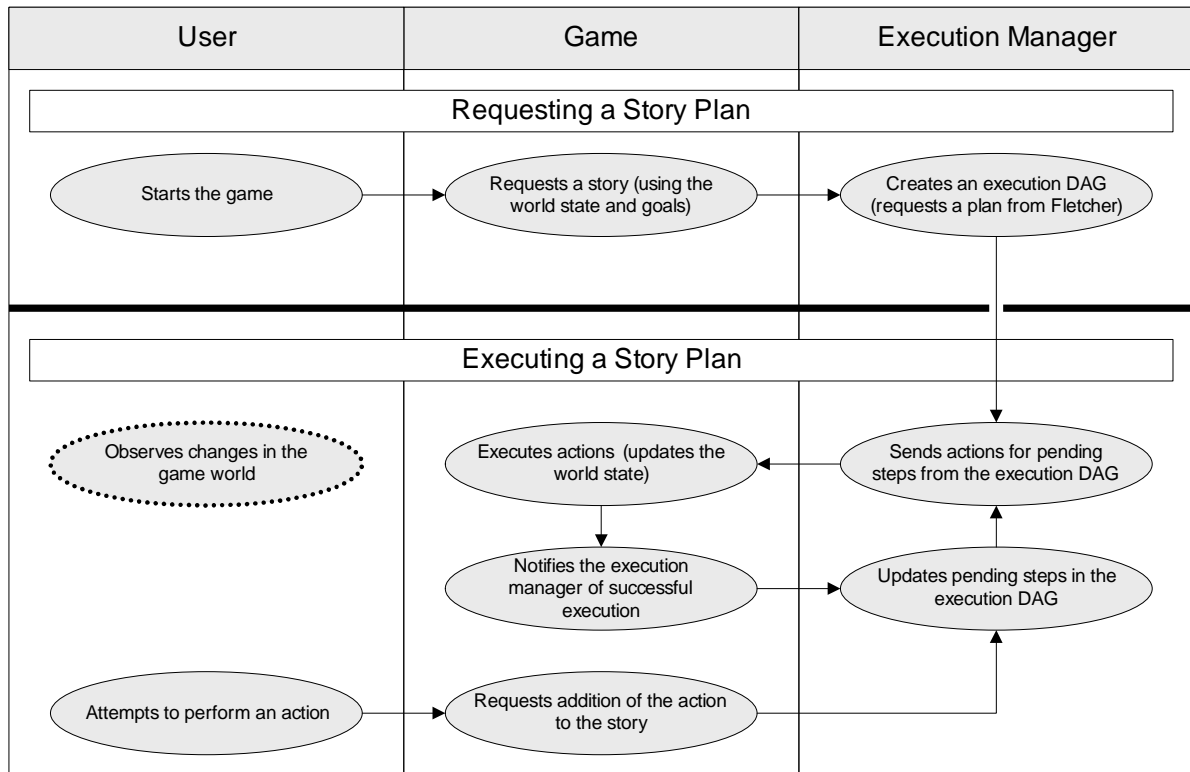 User
Game
Execution Manager
Requesting a Story Plan
Starts the game
Requests a story (using the
world state and goals)
Creates an execution DAG
(requests a plan from Fletcher)
Executing a Story Plan
Observes changes in the
game world
Executes actions (updates the
world state)
Sends actions for pending
steps from the execution DAG
Notifies the execution
manager of successful
execution
Updates pending steps in the
execution DAG
Attempts to perform an action
Requests addition of the action
to the story